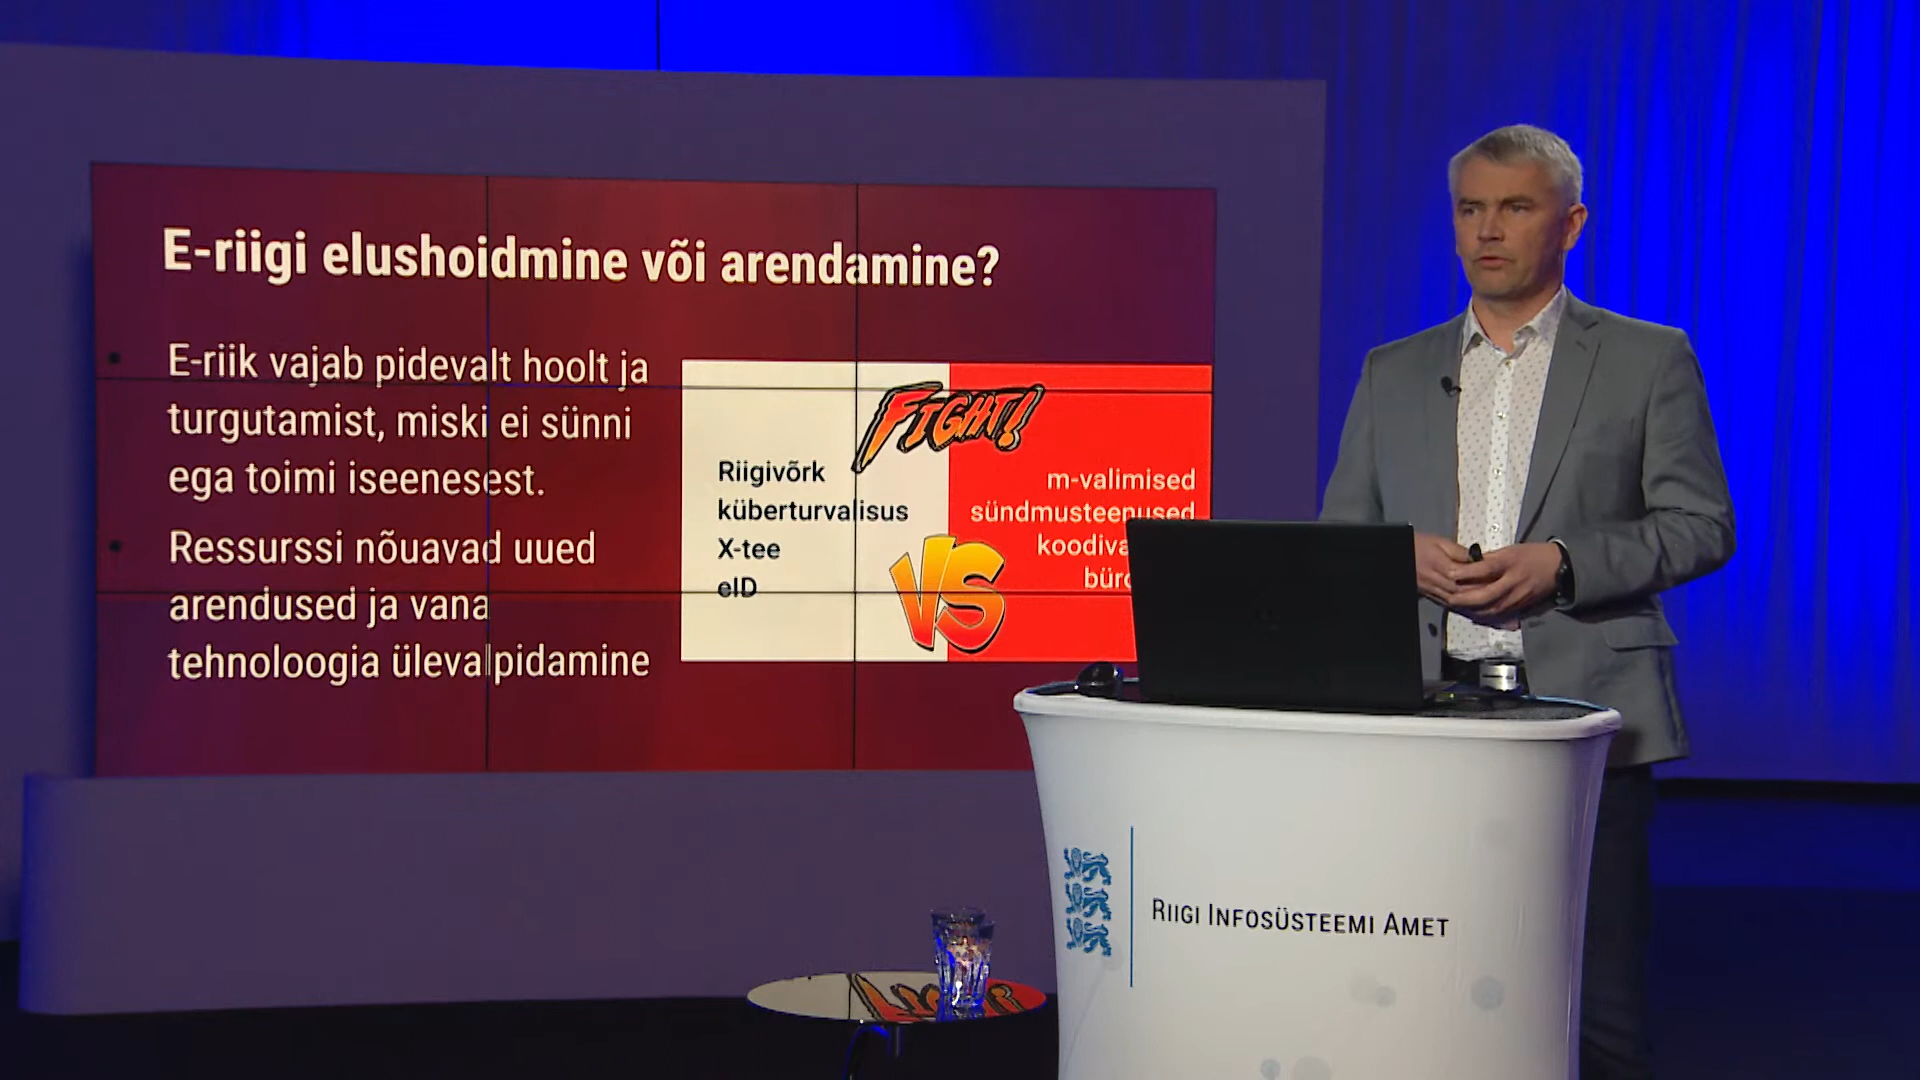 E-riigi elushoidmine või arendamine?
E-riik vajab pidevalt hoolt ja
turgutamist, miski ei sünni
ega toimi iseenesest.
Ressurssi nõuavad uued
arendused ja vana
tehnoloogia ülevalpidamine
FIGHT!
Riigivõrk
küberturvalisus
X-tee
eID
VS
m-valimised
sündmusteenused
RIIGI INFOSÜSTEEMI AMET